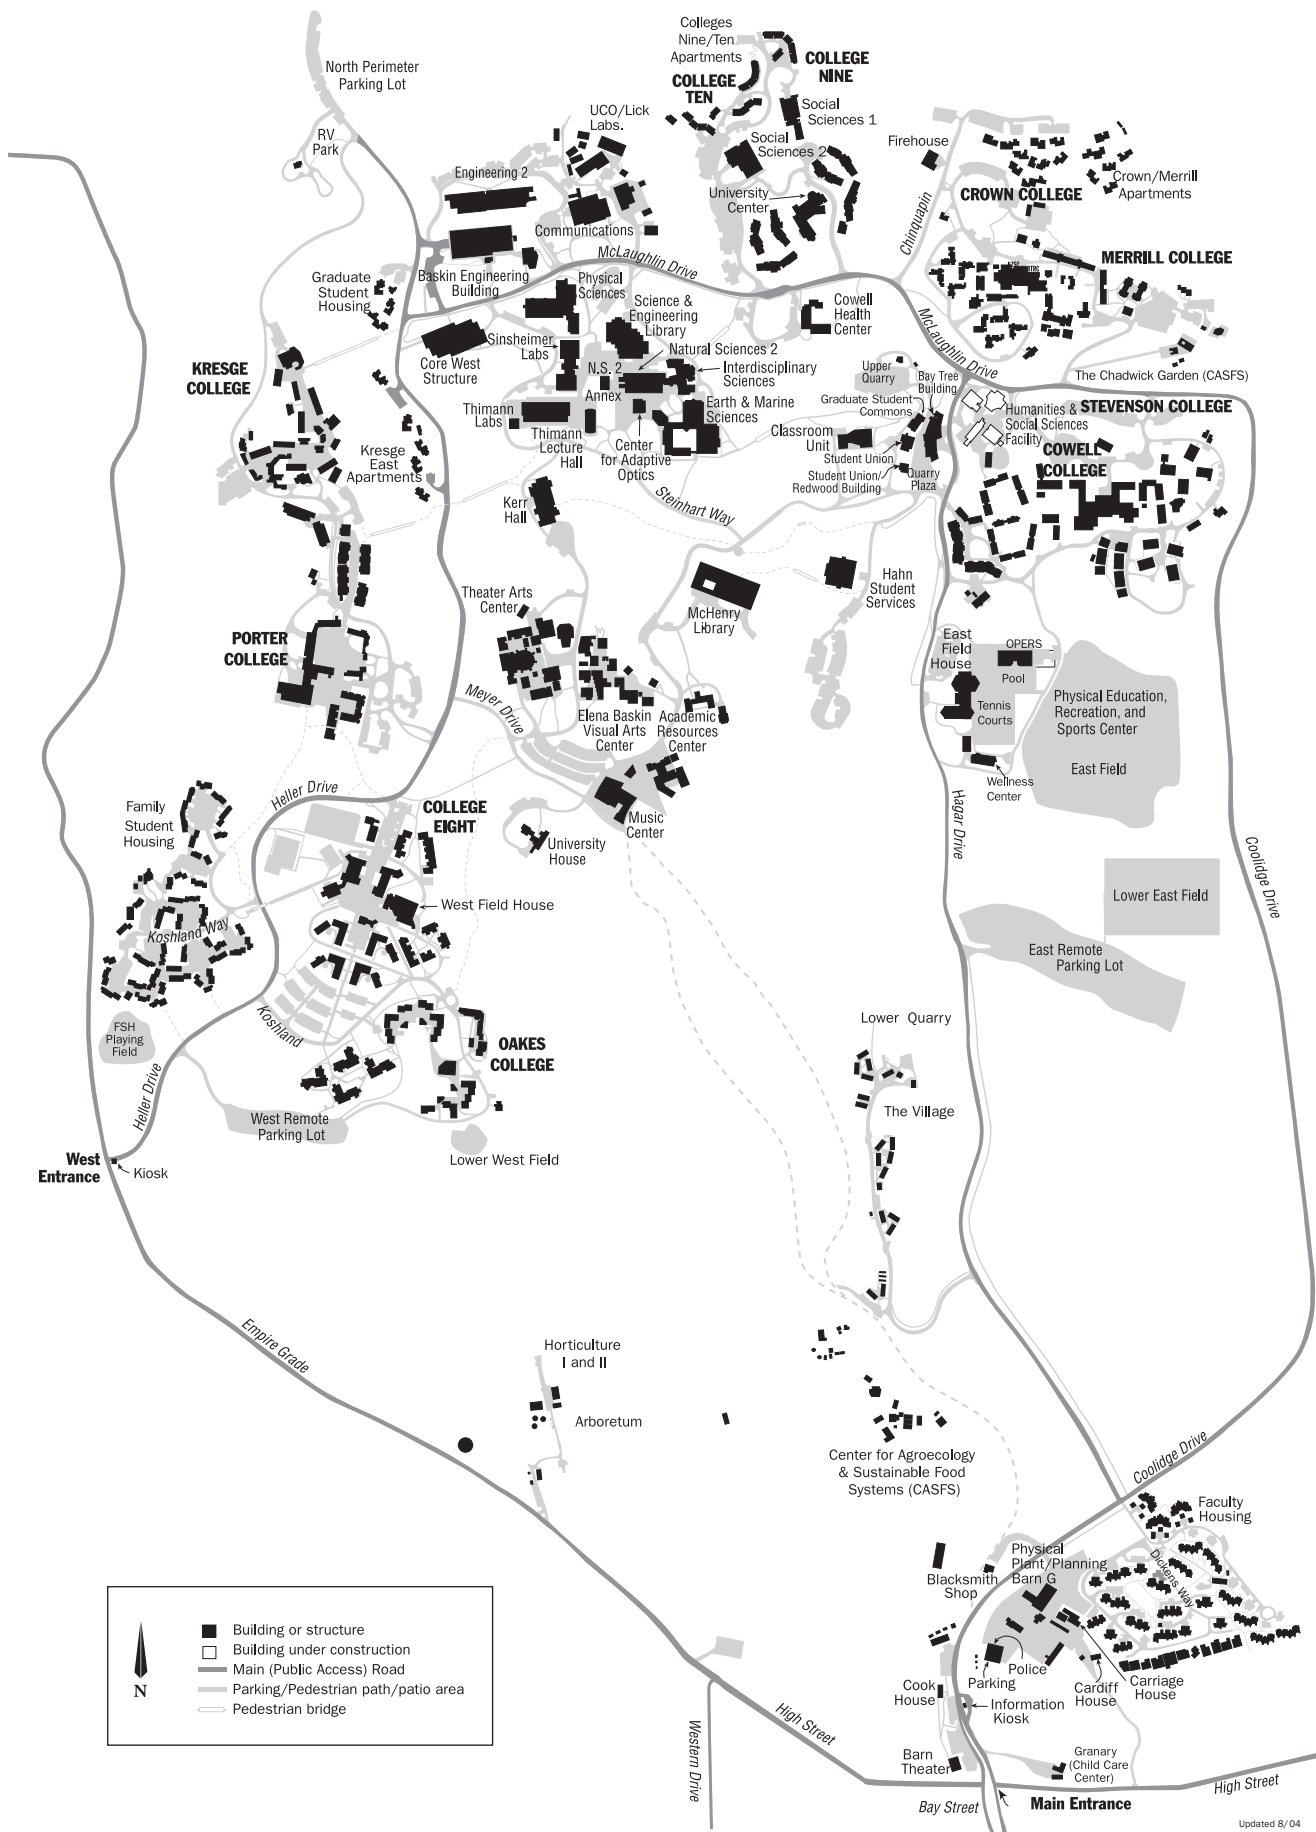 Colleges
Nine/Ten
Apartments
COLLEGE
NINE
COLLEGE
TEN
North Perimeter
Parking Lot
RV
Park
UCO/Lick
Labs.
Social
Sciences 1
Social
Sciences 2
Firehouse
Engineering 2
Crown/Merrill
Apartments
CROWN COLLEGE
University
Center
Chinquapin
Communications
McLaughlin Drive
MERRILL COLLEGE
Baskin Engineering
Building
Graduate
Student
Housing
Physical
Sciences
Science &
Engineering
Library
Cowell
Health
Center
McLaughlin Drive
Sinsheimer
Labs
Natural Sciences 2
Core West
Structure
N.S. 2
Annex
Interdisciplinary
Sciences
KRESGE
COLLEGE
Upper
Quarry
Bay Tree
Building
The Chadwick Garden (CASFS)
Graduate Student
Commons
Thimann
Labs
Earth & Marine
Sciences
Humanities &
Social Sciences
Facility
STEVENSON COLLEGE
Thimann
Lecture
Hall
Center
for Adaptive
Optics
Classroom
Unit
Student Union
COWELL
COLLEGE
Kresge
East
Apartments
Student Union/
Redwood Building
Quarry
Plaza
Steinhart Way
Kerr
Hall
Theater Arts
Center
Hahn
Student
Services
McHenry
Library
PORTER
COLLEGE
East
Field
House
OPERS
Pool
Meyer Drive
Tennis
Courts
Physical Education,
Recreation, and
Sports Center
Elena Baskin
Visual Arts
Center
Academic
Resources
Center
East Field
Wellness
Center
Heller Drive
Hagar Drive
Family
Student
Housing
COLLEGE
EIGHT
Music
Center
University
House
Coolidge Drive
Lower East Field
West Field House
Koshland Way
East Remote
Parking Lot
Koshland
FSH
Playing
Field
Lower Quarry
OAKES
COLLEGE
Heller Drive
The Village
West Remote
Parking Lot
West
Entrance
Kiosk
Lower West Field
Empire Grade
Horticulture
I and II
Arboretum
Center for Agroecology
& Sustainable Food
Systems (CASFS)
Coolidge Drive
Faculty
Housing
Physical
Plant/Planning
Barn G
Dickens Way
Blacksmith
Shop
Building or structure
Building under construction
Main (Public Access) Road
Parking/Pedestrian path/patio area
Pedestrian bridge
N
Police
Parking
Cook
House
Cardiff
House
Carriage
House
Information
Kiosk
High Street
Western Drive
Barn
Theater
Granary
(Child Care
Center)
High Street
Bay Street
Main Entrance
Updated 8/04